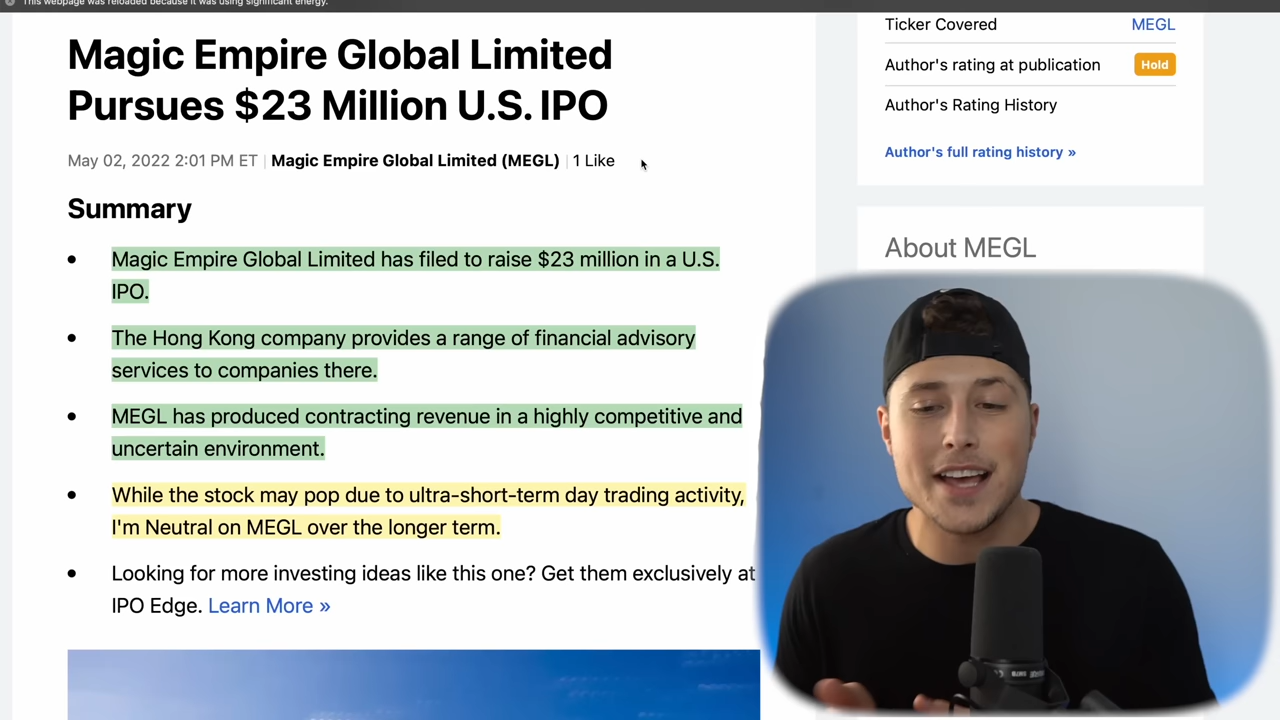 This webpage was reloaded because it was using significant energy.
Magic Empire Global Limited
Pursues $23 Million U.S. IPO
May 02, 2022 2:01 PM ET | Magic Empire Global Limited (MEGL) | 1 Like
Summary
• Magic Empire Global Limited has filed to raise $23 million in a U.S.
IPO.
• The Hong Kong company provides a range of financial advisory
services to companies there.
• MEGL has produced contracting revenue in a highly competitive and
uncertain environment.
• While the stock may pop due to ultra-short-term day trading activity,
I'm Neutral on MEGL over the longer term.
• Looking for more investing ideas like this one? Get them exclusively at
IPO Edge. Learn More »
Ticker Covered MEGL
Author's rating at publication Hold
Author's Rating History
Author's full rating history »
About MEGL